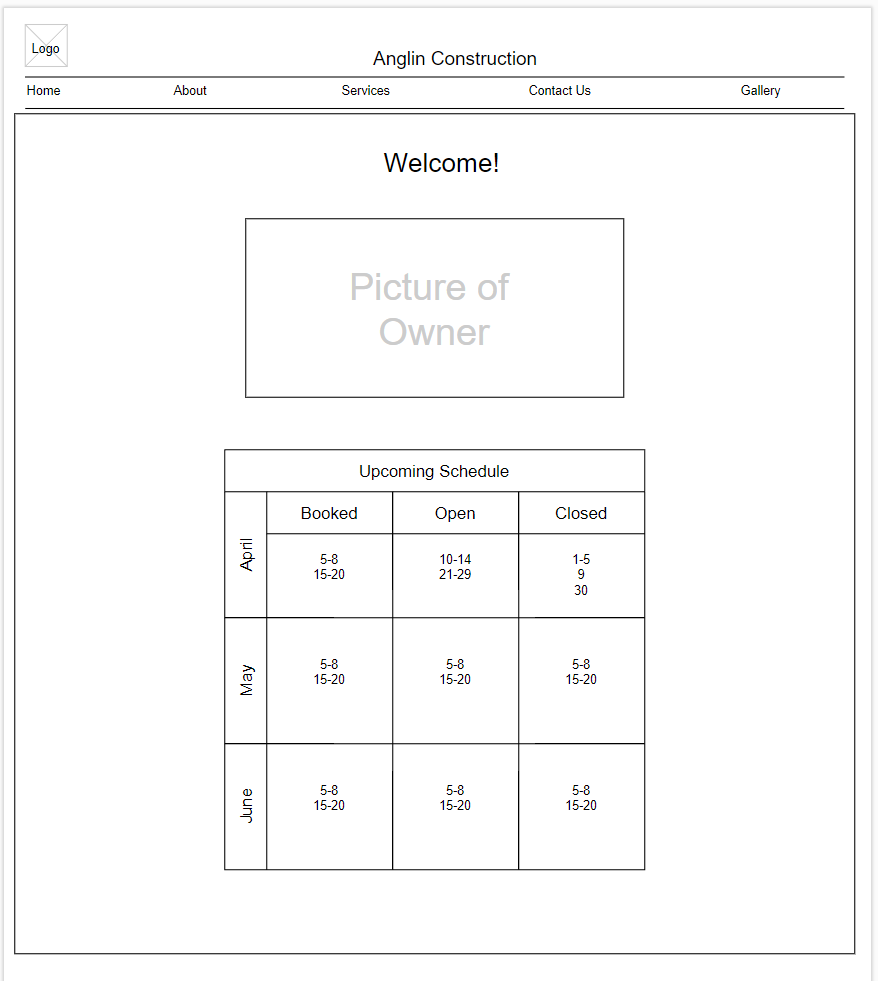 Logo
Anglin Construction
Home About Services Contact Us Gallery
Welcome!
Picture of
Owner
Upcoming Schedule
Booked Open Closed
April
5-8 10-14 1-5
15-20 21-29 9
30
May
5-8 5-8 5-8
15-20 15-20 15-20
June
5-8 5-8 5-8
15-20 15-20 15-20